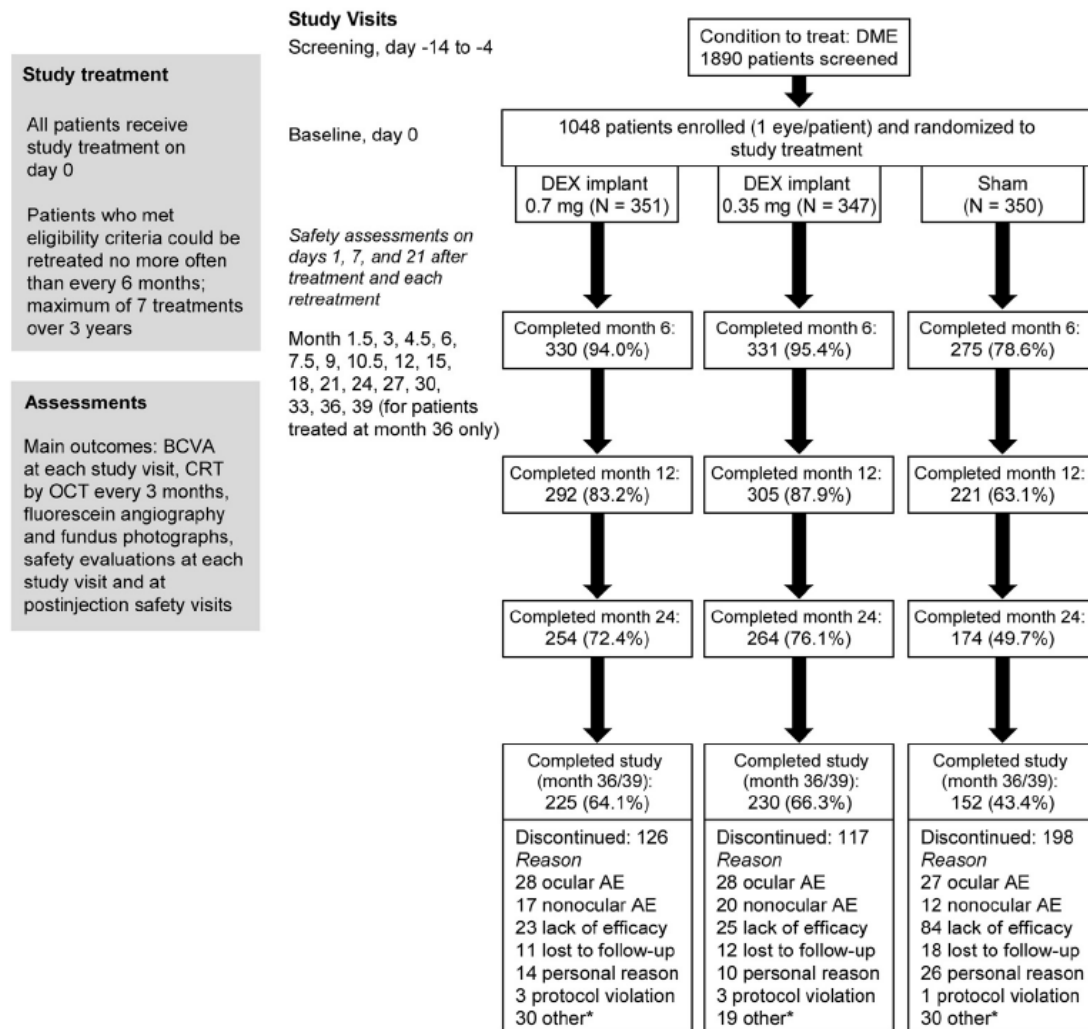 Study Visits
Screening, day -14 to -4
Condition to treat: DME
1890 patients screened
Study treatment
All patients receive
study treatment on
day 0
Patients who met
eligibility criteria could be
retreated no more often
than every 6 months;
maximum of 7 treatments
over 3 years
Baseline, day 0
1048 patients enrolled (1 eye/patient) and randomized to
study treatment
DEX implant
0.7 mg (N = 351)
DEX implant
0.35 mg (N = 347)
Sham
(N = 350)
Safety assessments on
days 1, 7, and 21 after
treatment and each
retreatment
Month 1.5, 3, 4.5, 6,
7.5, 9, 10.5, 12, 15,
18, 21, 24, 27, 30,
33, 36, 39 (for patients
treated at month 36 only)
Completed month 6:
330 (94.0%)
Completed month 6:
331 (95.4%)
Completed month 6:
275 (78.6%)
Assessments
Main outcomes: BCVA
at each study visit, CRT
by OCT every 3 months,
fluorescein angiography
and fundus photographs,
safety evaluations at each
study visit and at
postinjection safety visits
Completed month 12:
292 (83.2%)
Completed month 12:
305 (87.9%)
Completed month 12:
221 (63.1%)
Completed month 24:
254 (72.4%)
Completed month 24:
264 (76.1%)
Completed month 24:
174 (49.7%)
Completed study
(month 36/39):
225 (64.1%)
Discontinued: 126
Reason
28 ocular AE
17 nonocular AE
23 lack of efficacy
11 lost to follow-up
14 personal reason
3 protocol violation
30 other*
Completed study
(month 36/39):
230 (66.3%)
Discontinued: 117
Reason
28 ocular AE
20 nonocular AE
25 lack of efficacy
12 lost to follow-up
10 personal reason
3 protocol violation
19 other*
Completed study
(month 36/39):
152 (43.4%)
Discontinued: 198
Reason
27 ocular AE
12 nonocular AE
84 lack of efficacy
18 lost to follow-up
26 personal reason
1 protocol violation
30 other*